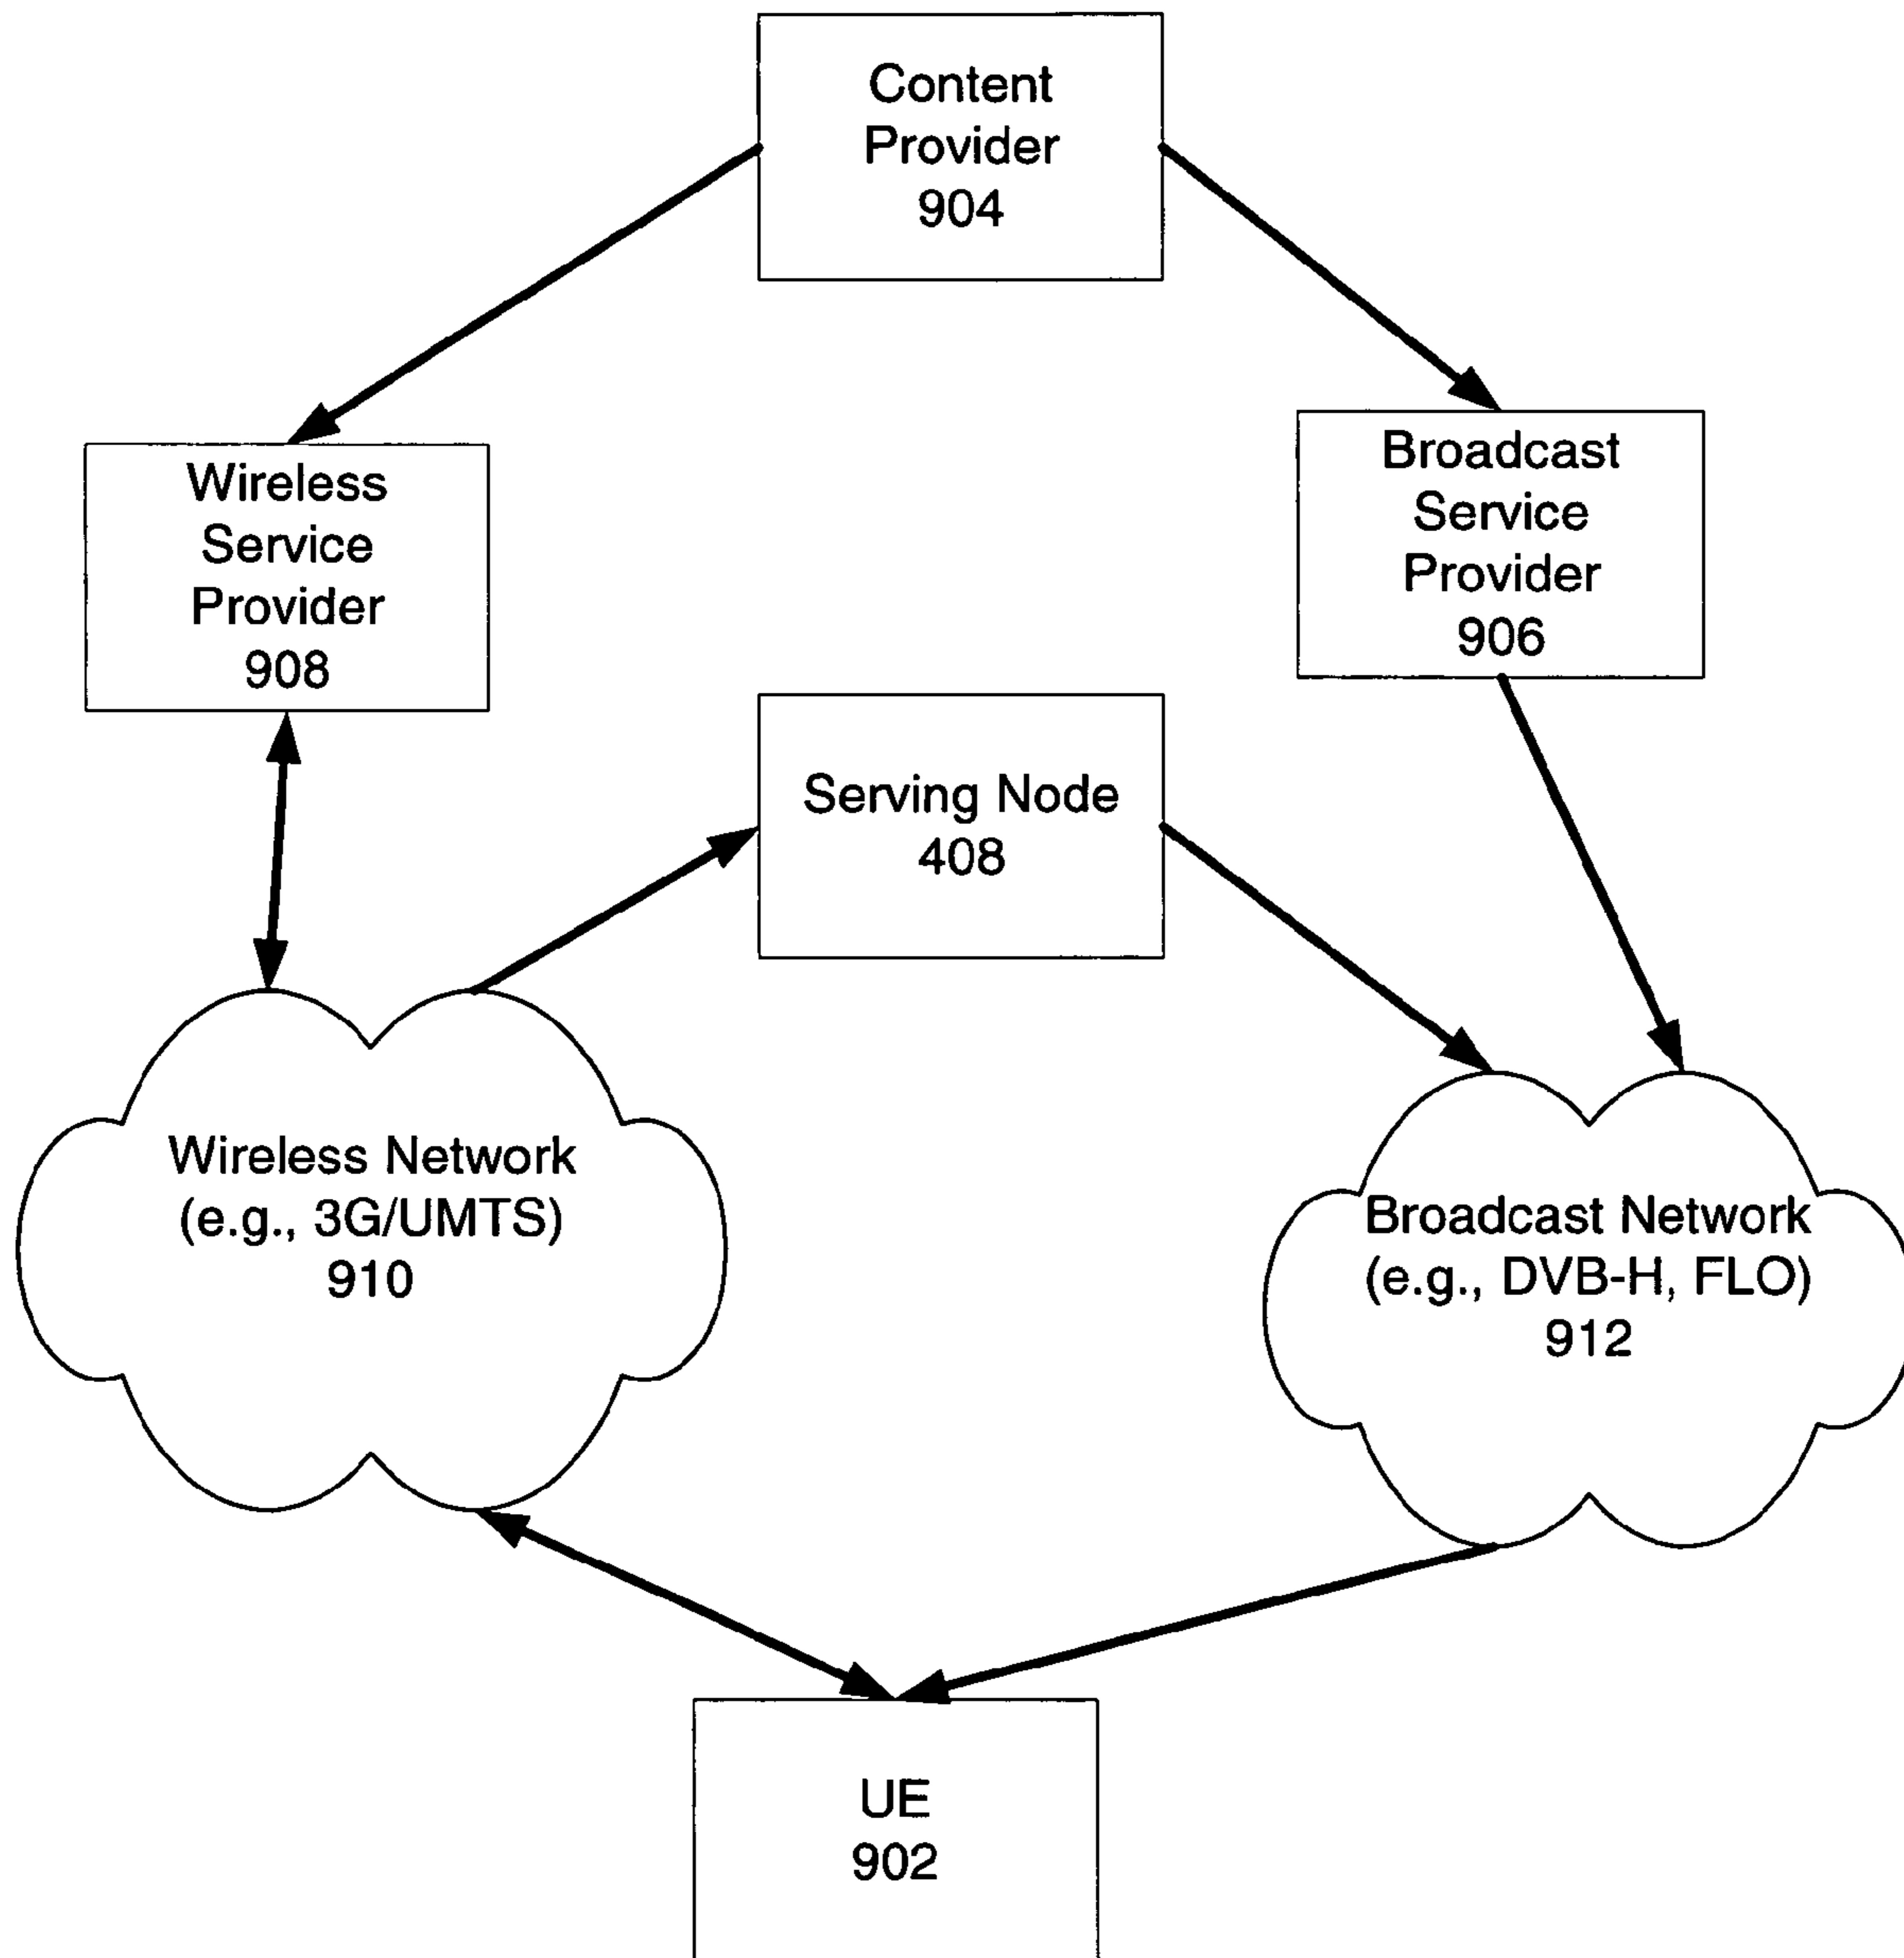 Content
Provider
904
Wireless
Service
Provider
908
Broadcast
Service
Provider
906
Serving Node
408
Wireless Network
(e.g., 3G/UMTS)
910
Broadcast Network
(e.g., DVB-H, FLO)
912
UE
902